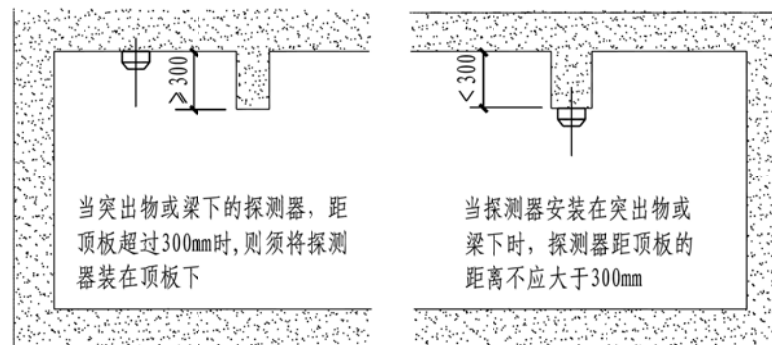 ≥300
当突出物或梁下的探测器，距
顶板超过300mm时,则须将探测
器装在顶板下
<300
当探测器安装在突出物或
梁下时，探测器距顶板的
距离不应大于300mm